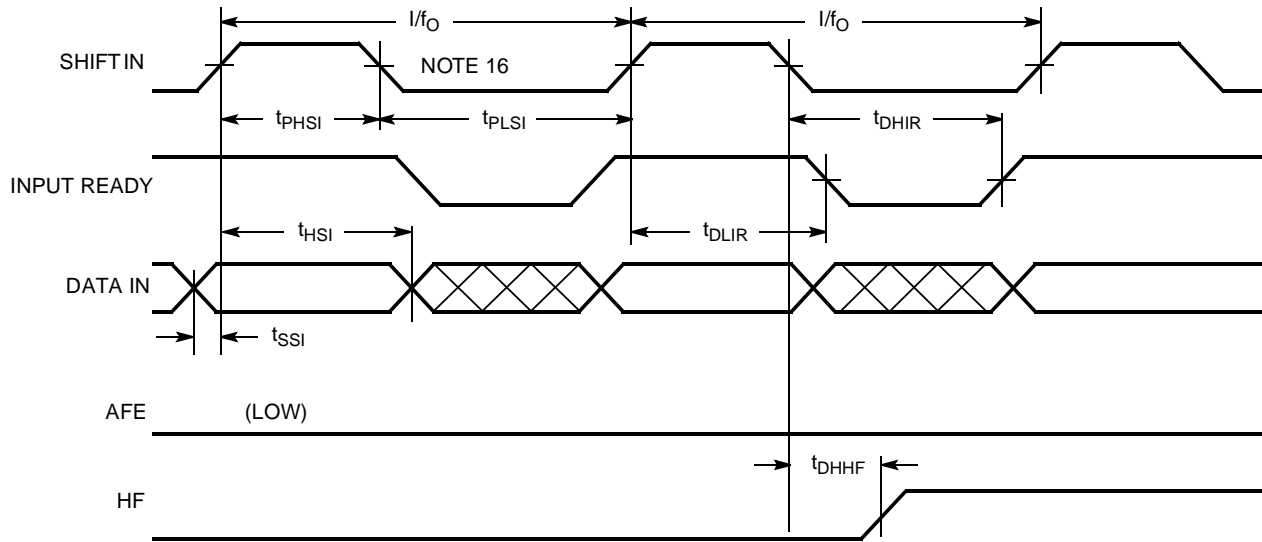 I/fO I/fO
SHIFT IN NOTE 16
tPHSI tPLSI tDHIR
INPUT READY
tHSI tDLIR
DATA IN
tSSI
AFE (LOW)
tDHHF
HF